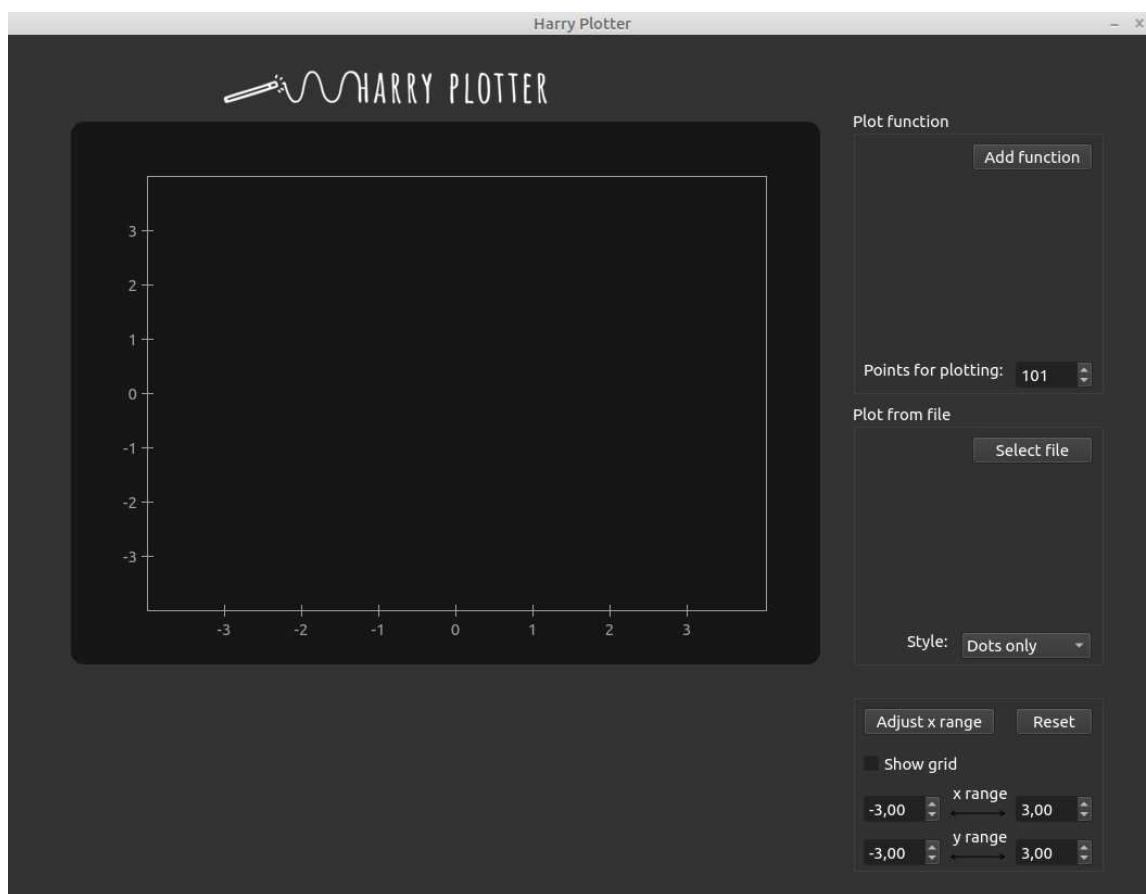 Harry Plotter
HARRY PLOTTER
Plot function
Add function
3
2
1
0
-1
-2
-3
-3 -2 -1 0 1 2 3
Points for plotting: 101
Plot from file
Select file
Style: Dots only
Adjust x range Reset
Show grid
x range
-3,00 3,00
y range
-3,00 3,00